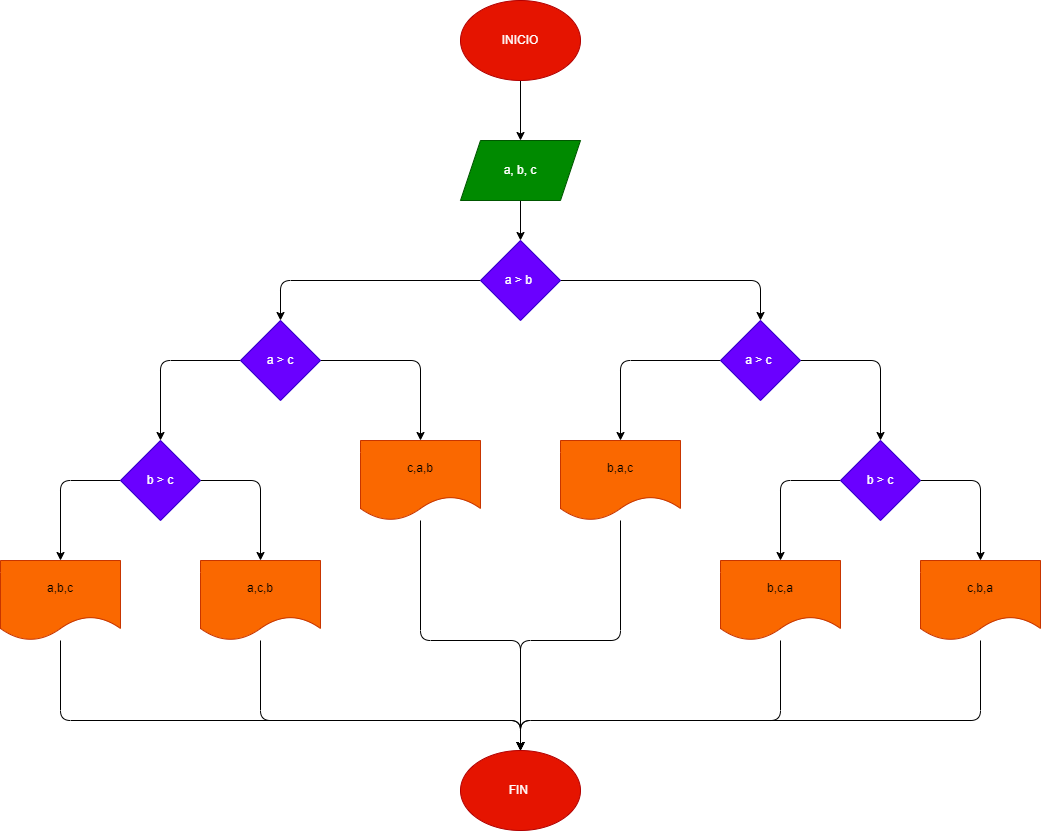 INICIO
a, b, c
a > b
a > c
a > c
b > c
c,a,b
b,a,c
b > c
a,b,c
a,c,b
b,c,a
c,b,a
FIN